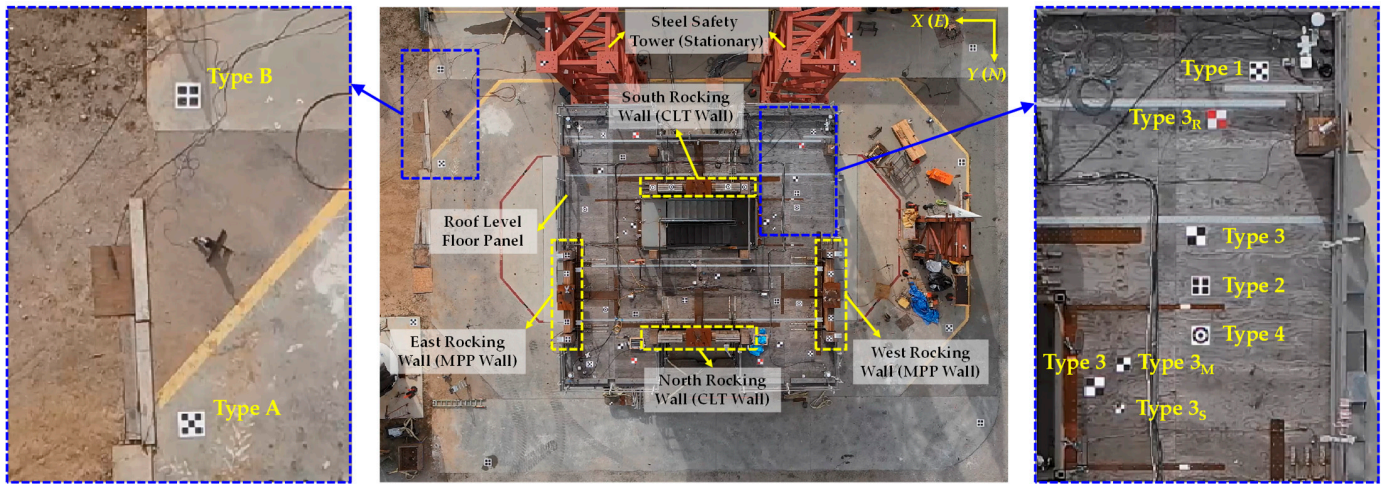 Type B
Type A
Steel Safety
Tower (Stationary)
X (E)
Y (N)
South Rocking
Wall (CLT Wall)
Roof Level
Floor Panel
East Rocking
Wall (MPP Wall)
North Rocking
Wall (CLT Wall)
West Rocking
Wall (MPP Wall)
Type 1
Type 3R
Type 3
Type 2
Type 4
Type 3 Type 3M
Type 3S